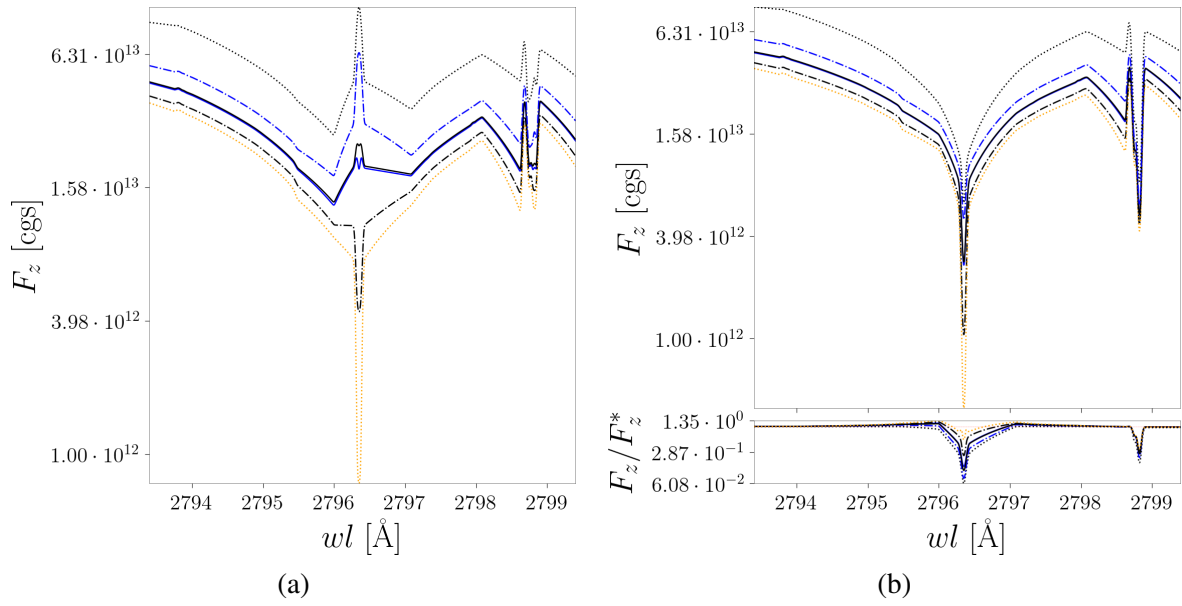 6.31 · 10^13
1.58 · 10^13
3.98 · 10^12
1.00 · 10^12
F_z [cgs]
2794 2795 2796 2797 2798 2799
wl [Å]
(a)
6.31 · 10^13
1.58 · 10^13
3.98 · 10^12
1.00 · 10^12
F_z [cgs]
1.35 · 10^0
2.87 · 10^−1
6.08 · 10^−2
F_z/F_z^*
2794 2795 2796 2797 2798 2799
wl [Å]
(b)